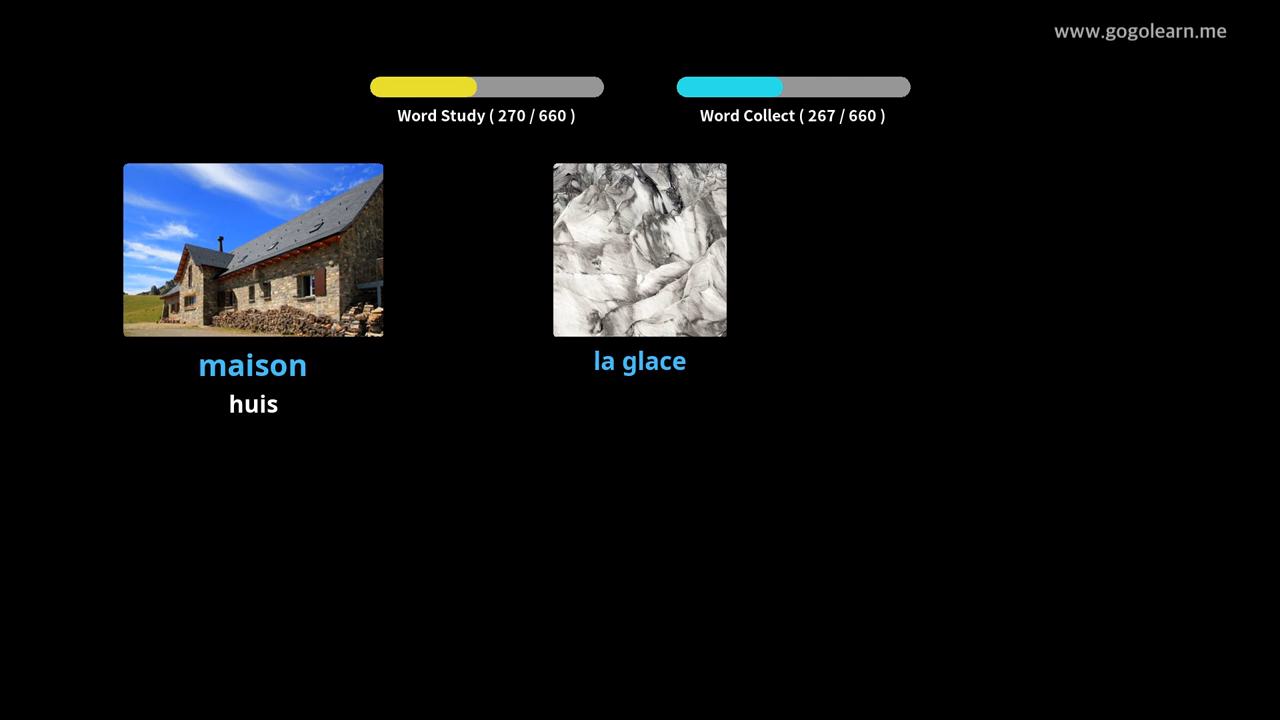 www.gogolearn.me
Word Study ( 270 / 660 )
Word Collect ( 267 / 660 )
maison
huis
la glace